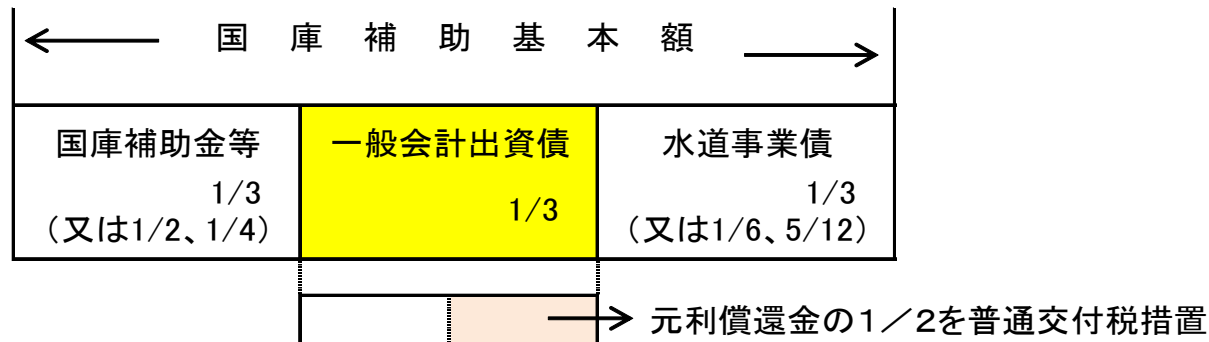 国庫補助基本額
国庫補助金等
1/3
(又は1/2、1/4)
一般会計出資債
1/3
水道事業債
1/3
(又は1/6、5/12)
元利償還金の1/2を普通交付税措置